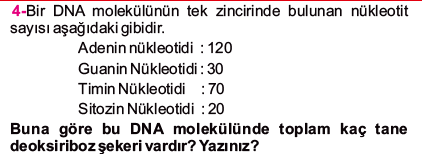 4-Bir DNA molekülünün tek zincirinde bulunan nükleotit
sayısı aşağıdaki gibidir.
Adenin nükleotidi : 120
Guanin Nükleotidi : 30
Timin Nükleotidi : 70
Sitozin Nükleotidi : 20
Buna göre bu DNA molekülünde toplam kaç tane
deoksiriboz şekeri vardır? Yazınız?